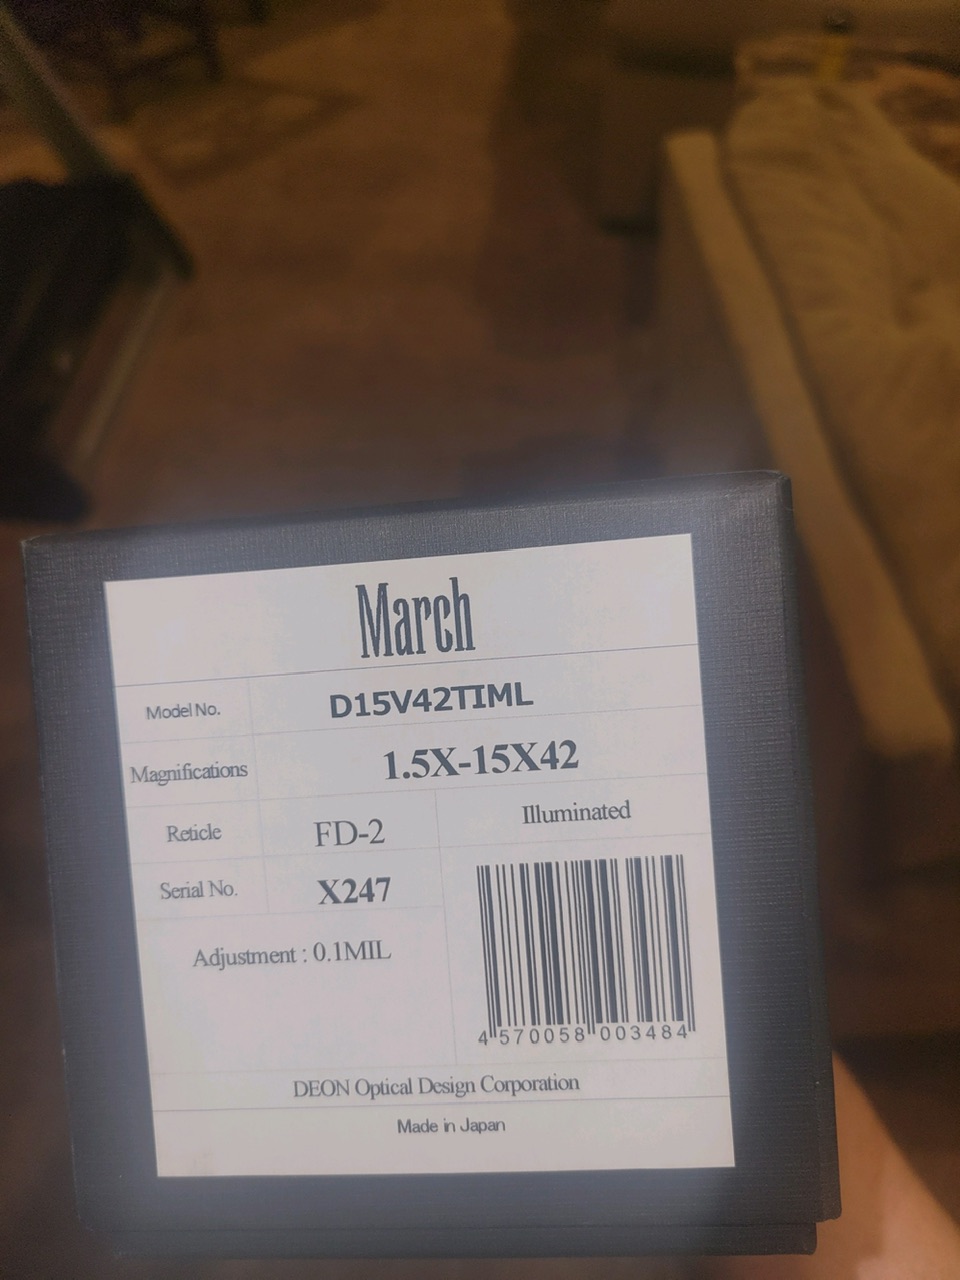 March
Model No. D15V42TIML
Magnifications 1.5X-15X42
Reticle FD-2 Illuminated
Serial No. X247
Adjustment : 0.1MIL
4 570058 003484
DEON Optical Design Corporation
Made in Japan